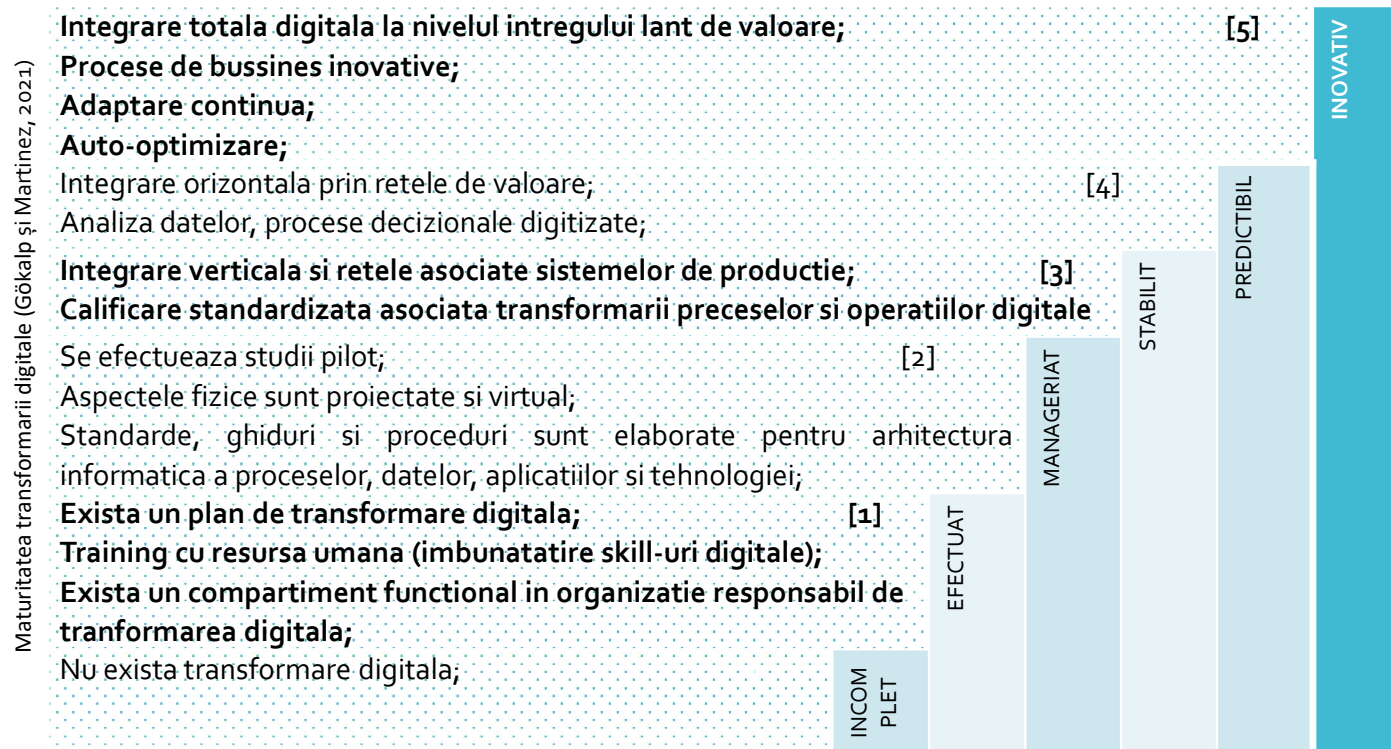 Maturitatea transformarii digitale (Gökalp și Martinez, 2021)
Integrare totala digitala la nivelul intregului lant de valoare; [5]
Procese de bussines inovative;
Adaptare continua;
Auto-optimizare;
Integrare orizontala prin retele de valoare; [4]
Analiza datelor, procese decizionale digitizate;
Integrare verticala si retele asociate sistemelor de productie; [3]
Calificare standardizata asociata transformarii preceselor si operatiilor digitale
Se efectueaza studii pilot; [2]
Aspectele fizice sunt proiectate si virtual;
Standarde, ghiduri si proceduri sunt elaborate pentru arhitectura
informatica a proceselor, datelor, aplicatiilor si tehnologiei;
Exista un plan de transformare digitala; [1]
Training cu resursa umana (imbunatatire skill-uri digitale);
Exista un compartiment functional in organizatie responsabil de
tranformarea digitala;
Nu exista transformare digitala;
INCOM
PLET
EFECTUAT
MANAGERIAT
STABILIT
PREDICTIBIL
INOVATIV